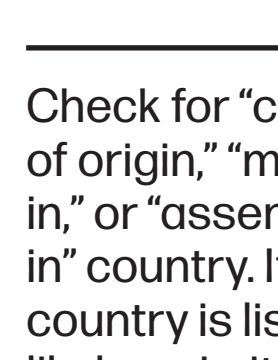 Check for “c
of origin,” “m
in,” or “asser
in” country. I
country is lis